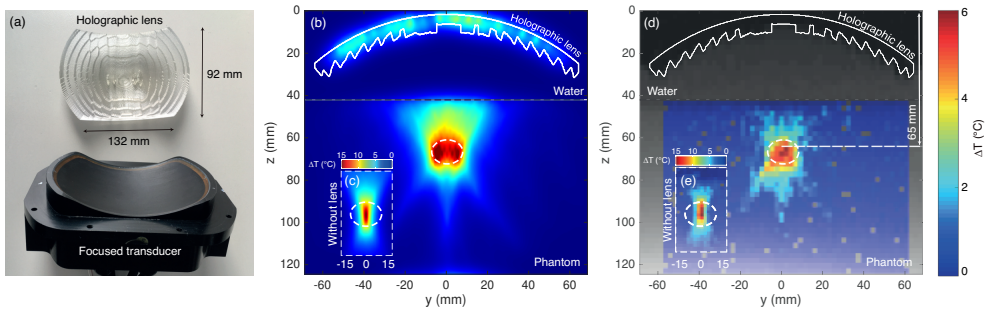 (a)
Holographic lens
92 mm
132 mm
Focused transducer
(b)
Holographic lens
Water
0
20
40
60
80
100
120
z (mm)
ΔT (°C)
15 10 5 0
(c)
Without lens
-15 0 15
Phantom
-60 -40 -20 0 20 40 60
y (mm)
(d)
Holographic lens
Water
65 mm
0
20
40
60
80
100
120
z (mm)
ΔT (°C)
15 10 5 0
(e)
Without lens
-15 0 15
Phantom
-60 -40 -20 0 20 40 60
y (mm)
6
4
2
0
ΔT (°C)